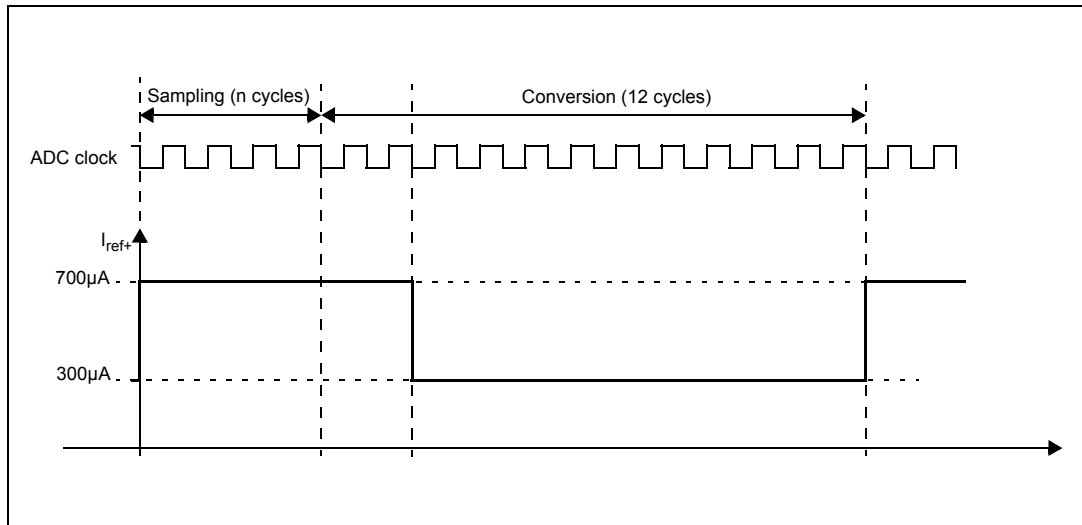 Sampling (n cycles)
Conversion (12 cycles)
ADC clock
Iref+
700µA
300µA